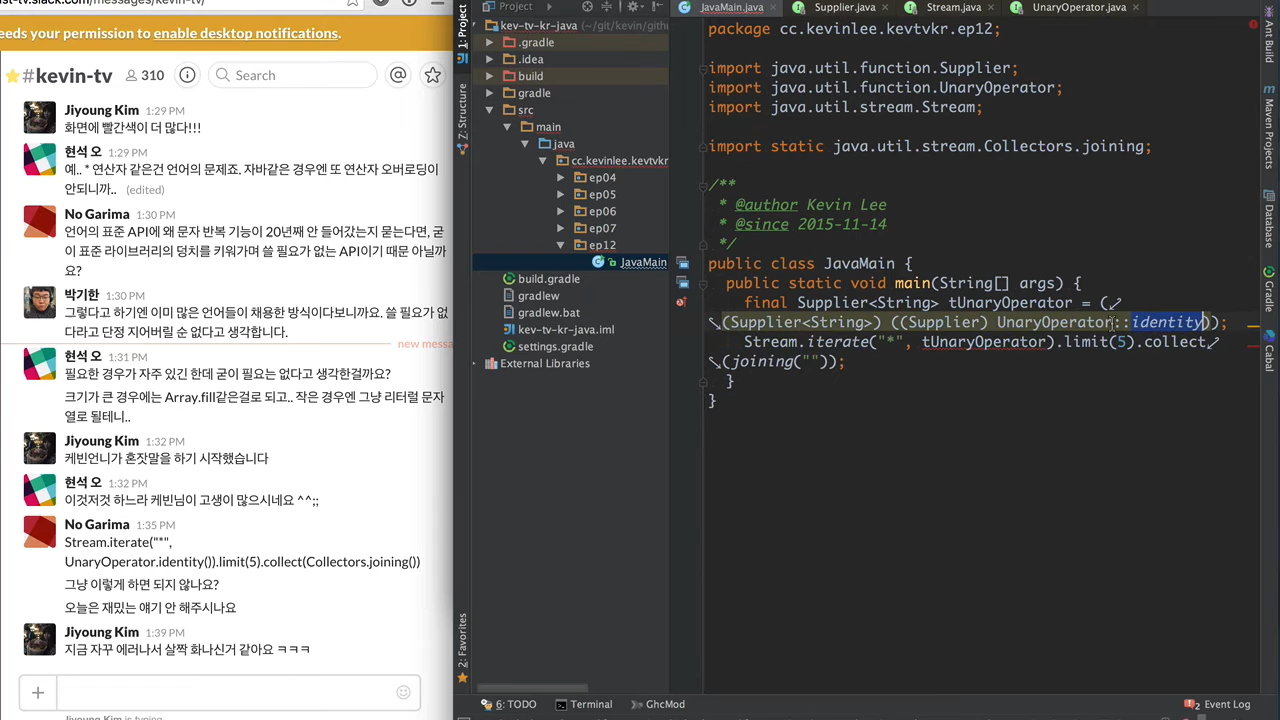 st-tv.slack.com/messages/kevin-tv/
eeds your permission to enable desktop notifications.
#kevin-tv
310
Search
Jiyoung Kim 1:29 PM
화면에 빨간색이 더 많다!!!
현석 오 1:29 PM
예.. * 연산자 같은건 언어의 문제죠. 자바같은 경우엔 또 연산자 오버로딩이
안되니까.. (edited)
No Garima 1:30 PM
언어의 표준 API에 왜 문자 반복 기능이 20년째 안 들어갔는지 묻는다면, 굳
이 표준 라이브러리의 덩치를 키워가며 쓸 필요가 없는 API이기 때문 아닐까
요?
박기한 1:30 PM
그렇다고 하기엔 이미 많은 언어들이 채용한 방식이다보니까요. 쓸 필요가 없
다라고 단정 지어버릴 순 없다고 생각합니다.
new messa
현석 오 1:31 PM
필요한 경우가 자주 있긴 한데 굳이 필요는 없다고 생각한걸까요?
크기가 큰 경우에는 Array.fill같은걸로 되고.. 작은 경우엔 그냥 리터럴 문자
열로 될테니..
Jiyoung Kim 1:32 PM
케빈언니가 혼잣말을 하기 시작했습니다
현석 오 1:32 PM
이것저것 하느라 케빈님이 고생이 많으시네요 ^^;;
No Garima 1:35 PM
Stream.iterate("*",
UnaryOperator.identity()).limit(5).collect(Collectors.joining())
그냥 이렇게 하면 되지 않나요?
오늘은 재밌는 얘기 안 해주시나요
Jiyoung Kim 1:39 PM
지금 자꾸 에러나서 살짝 화나신거 같아요 ㅋㅋㅋ
Jiyoung Kim is typing
1: Project
7: Structure
2: Favorites
Project
kev-tv-kr-java (~/git/kevin/githu
.gradle
.idea
build
gradle
src
main
java
cc.kevinlee.kevtvkr
ep04
ep05
ep06
ep07
ep12
JavaMain
build.gradle
gradlew
gradlew.bat
kev-tv-kr-java.iml
settings.gradle
External Libraries
JavaMain.java
Supplier.java
Stream.java
UnaryOperator.java
package cc.kevinlee.kevtvkr.ep12;
import java.util.function.Supplier;
import java.util.function.UnaryOperator;
import java.util.stream.Stream;
import static java.util.stream.Collectors.joining;
/**
* @author Kevin Lee
* @since 2015-11-14
*/
public class JavaMain {
public static void main(String[] args) {
final Supplier<String> tUnaryOperator = (
(Supplier<String>) ((Supplier) UnaryOperator::identity));
Stream.iterate("*", tUnaryOperator).limit(5).collect
(joining(""));
}
}
Ant Build
Maven Projects
Database
Gradle
Cabal
6: TODO
Terminal
GhcMod
2 Event Log